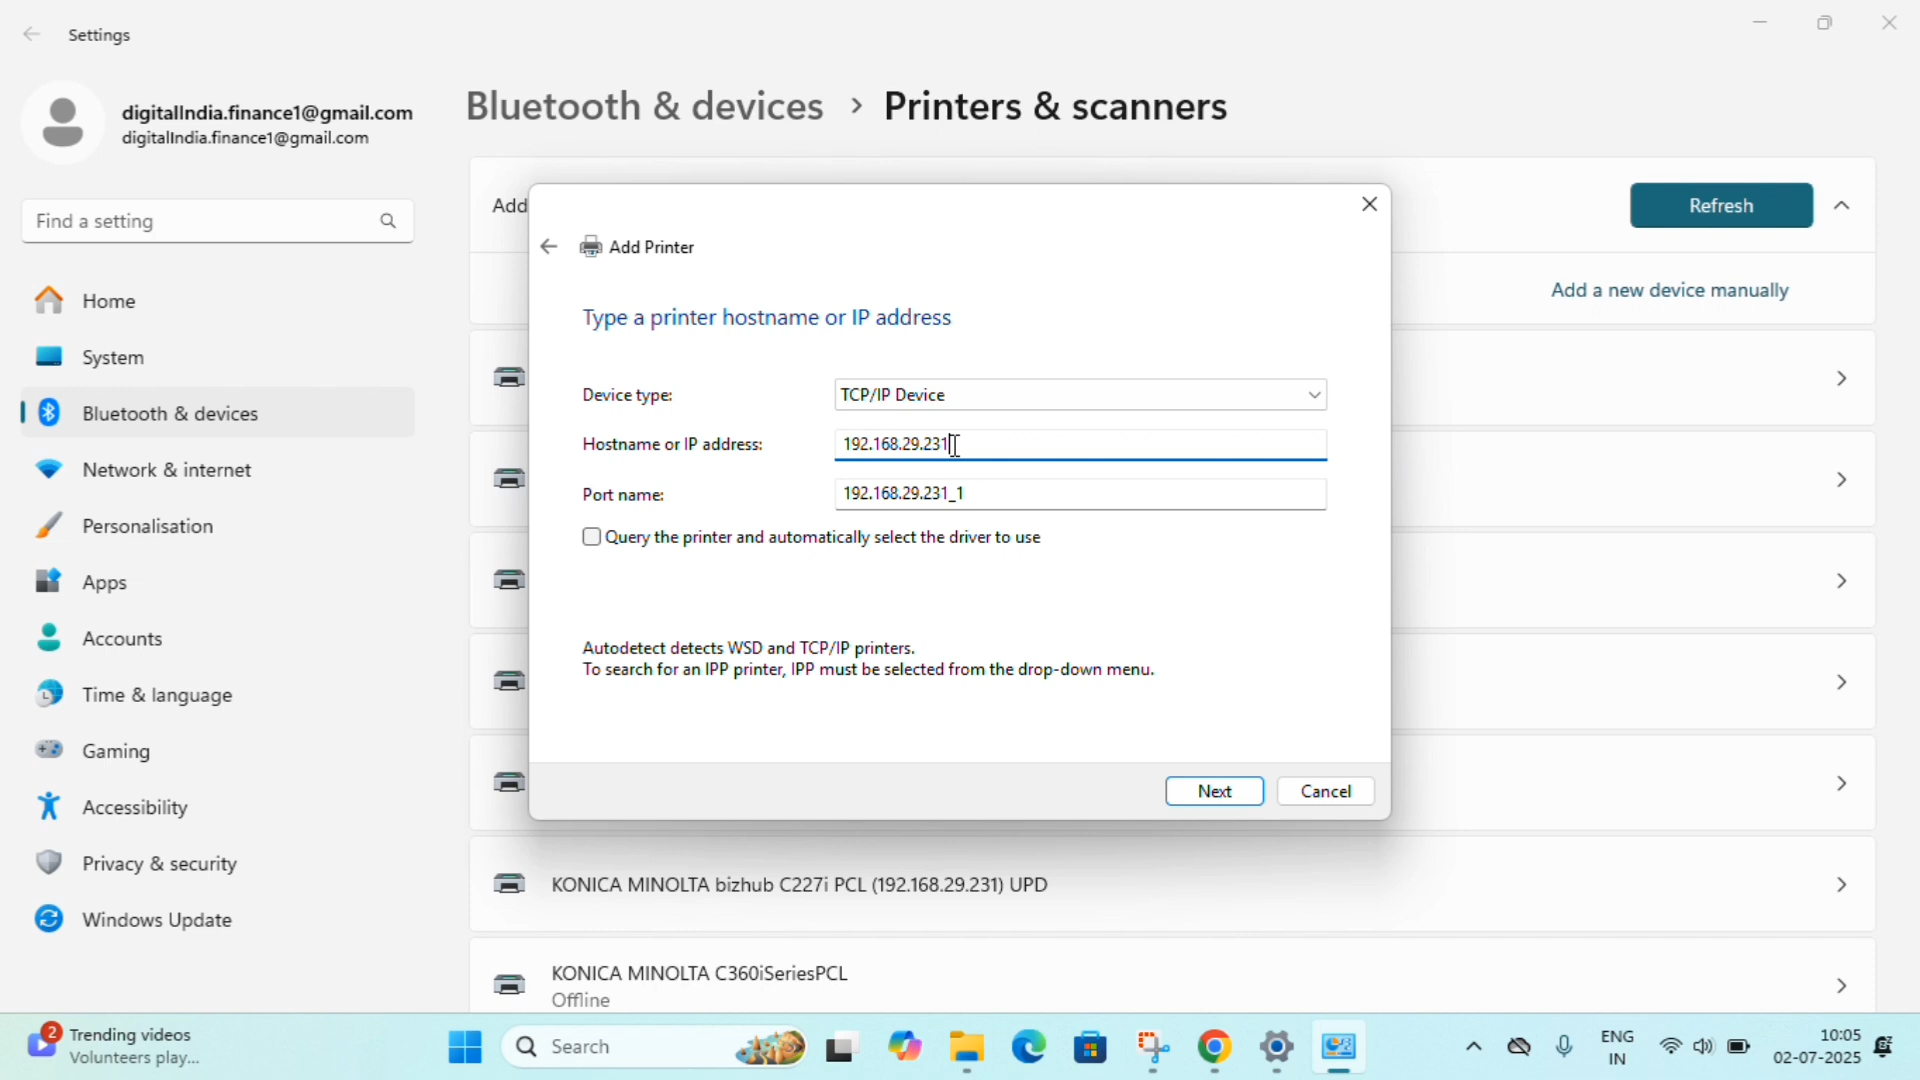 Settings
digitalIndia.finance1@gmail.com
digitalIndia.finance1@gmail.com
Find a setting
Home
System
Bluetooth & devices
Network & internet
Personalisation
Apps
Accounts
Time & language
Gaming
Accessibility
Privacy & security
Windows Update
Bluetooth & devices > Printers & scanners
Add
Refresh
Add a new device manually
Add Printer
Type a printer hostname or IP address
Device type: TCP/IP Device
Hostname or IP address: 192.168.29.231
Port name: 192.168.29.231_1
Query the printer and automatically select the driver to use
Autodetect detects WSD and TCP/IP printers.
To search for an IPP printer, IPP must be selected from the drop-down menu.
Next Cancel
KONICA MINOLTA bizhub C227i PCL (192.168.29.231) UPD
KONICA MINOLTA C360iSeriesPCL
Offline
2
Trending videos
Volunteers play...
Search
ENG
IN
10:05
02-07-2025